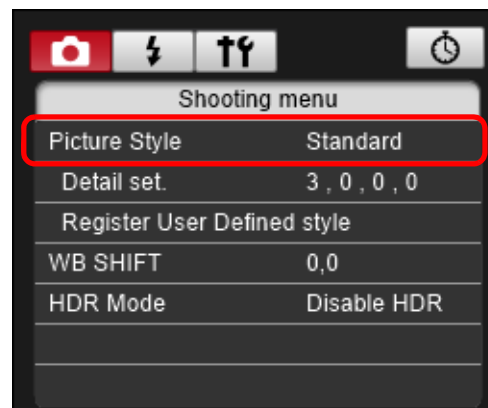 Shooting menu
Picture Style Standard
Detail set. 3 , 0 , 0 , 0
Register User Defined style
WB SHIFT 0,0
HDR Mode Disable HDR